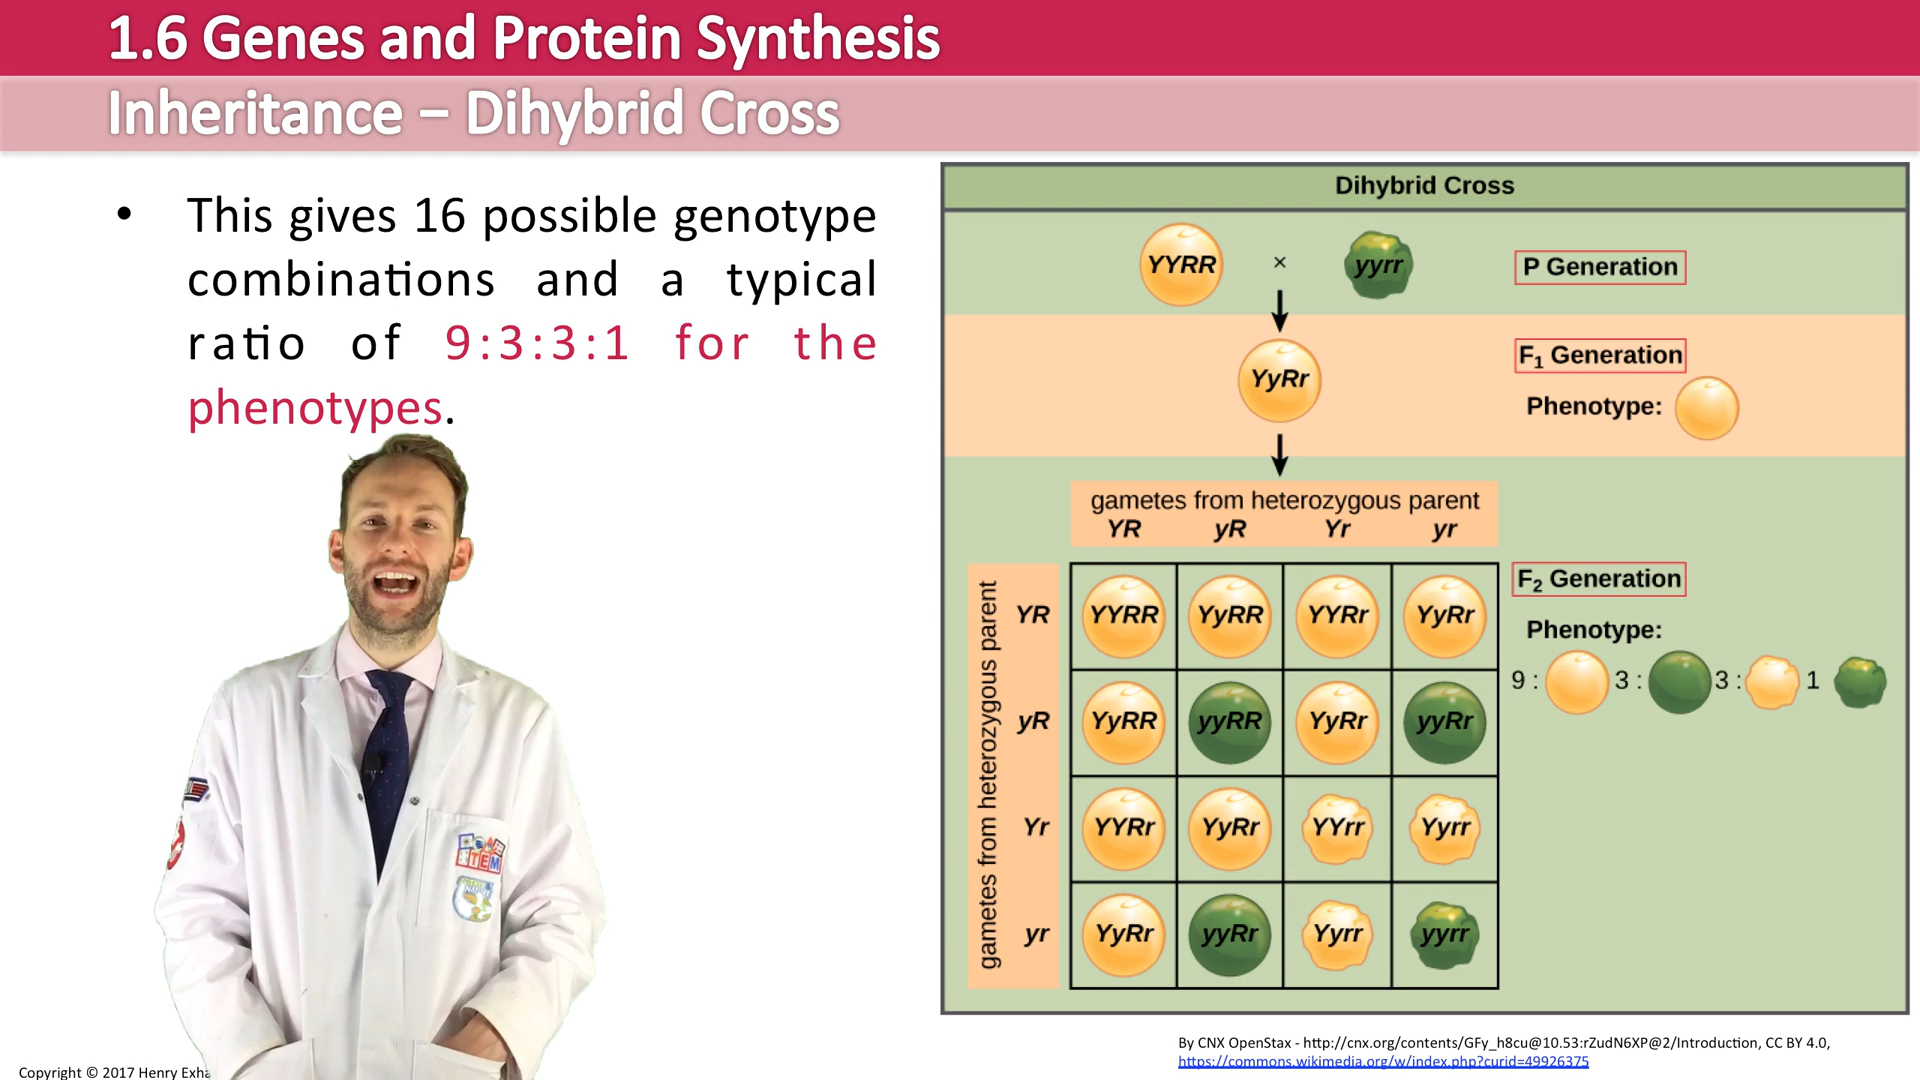 1.6 Genes and Protein Synthesis
Inheritance – Dihybrid Cross
• This gives 16 possible genotype
combinations and a typical
ratio of 9:3:3:1 for the
phenotypes.
Dihybrid Cross
YYRR × yyrr P Generation
YyRr F1 Generation
Phenotype:
gametes from heterozygous parent
YR yR Yr yr
gametes from heterozygous parent
YR YYRR YyRR YYRr YyRr
yR YyRR yyRR YyRr yyRr
Yr YYRr YyRr YYrr Yyrr
yr YyRr yyRr Yyrr yyrr
F2 Generation
Phenotype:
9 : 3 : 3 : 1
STEM
By CNX OpenStax - http://cnx.org/contents/GFy_h8cu@10.53:rZudN6XP@2/Introduction, CC BY 4.0,
https://commons.wikimedia.org/w/index.php?curid=49926375
Copyright © 2017 Henry Exha